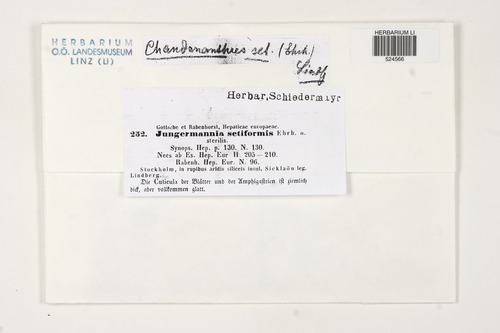 HERBARIUM
O.Ö. LANDESMUSEUM
LINZ (LI)
Chandonanthus set. (Ehrh.)
Lindb.
HERBARIUM LI
524566
Herbar, Schiedermayr
Gottsche et Rabenhorst, Hepaticae europaeae.
252. Jungermannia setiformis Ehrh. a.
sterilis.
Synops. Hep. p. 130. N. 130.
Nees ab Es. Hep. Eur II. 205—210.
Rabenh. Hep. Eur. N. 96.
Stockholm, in rupibus aridis siliceis insul. Sicklaön leg.
Lindberg.
Die Cuticula der Blätter und der Amphigastrien ist ziemlich
dick, aber vollkommen glatt.